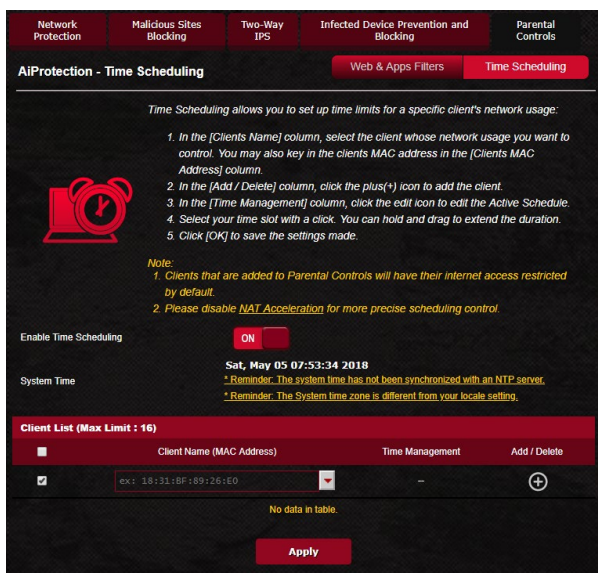 Network Protection
Malicious Sites Blocking
Two-Way IPS
Infected Device Prevention and Blocking
Parental Controls
AiProtection - Time Scheduling
Web & Apps Filters
Time Scheduling
Time Scheduling allows you to set up time limits for a specific client's network usage:
1. In the [Clients Name] column, select the client whose network usage you want to
control. You may also key in the clients MAC address in the [Clients MAC
Address] column.
2. In the [Add / Delete] column, click the plus(+) icon to add the client.
3. In the [Time Management] column, click the edit icon to edit the Active Schedule.
4. Select your time slot with a click. You can hold and drag to extend the duration.
5. Click [OK] to save the settings made.
Note:
1. Clients that are added to Parental Controls will have their internet access restricted
by default.
2. Please disable NAT Acceleration for more precise scheduling control.
Enable Time Scheduling
ON
System Time
Sat, May 05 07:53:34 2018
* Reminder: The system time has not been synchronized with an NTP server.
* Reminder: The System time zone is different from your locale setting.
Client List (Max Limit : 16)
Client Name (MAC Address)
Time Management
Add / Delete
ex: 18:31:BF:89:26:E0
--
No data in table.
Apply